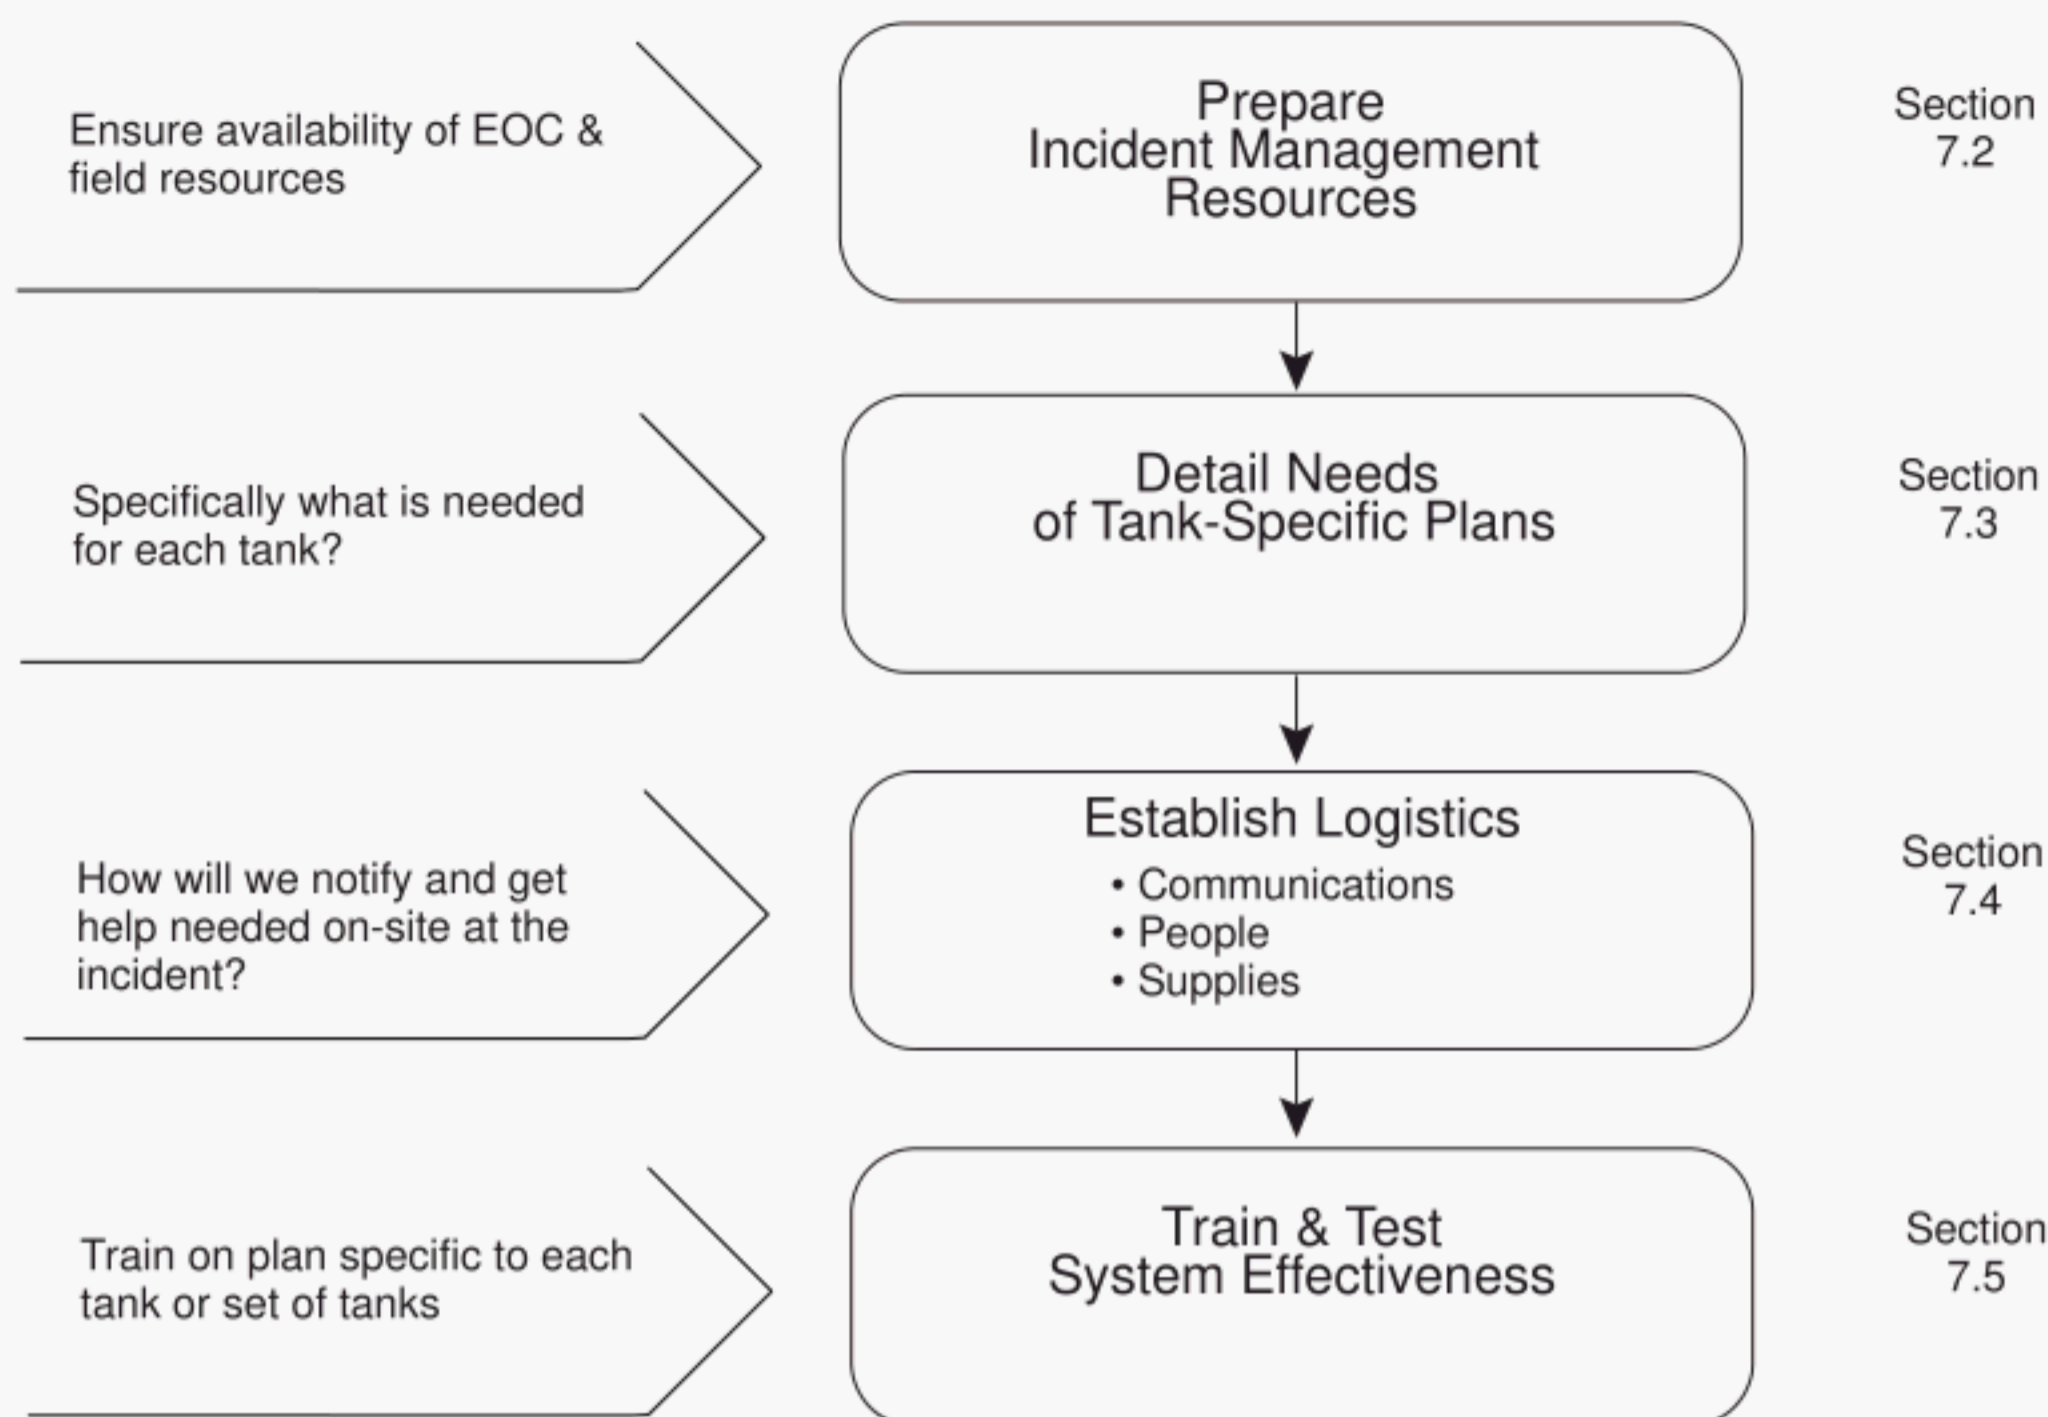 Ensure availability of EOC &
field resources
Prepare
Incident Management
Resources
Section
7.2
Specifically what is needed
for each tank?
Detail Needs
of Tank-Specific Plans
Section
7.3
How will we notify and get
help needed on-site at the
incident?
Establish Logistics
• Communications
• People
• Supplies
Section
7.4
Train on plan specific to each
tank or set of tanks
Train & Test
System Effectiveness
Section
7.5